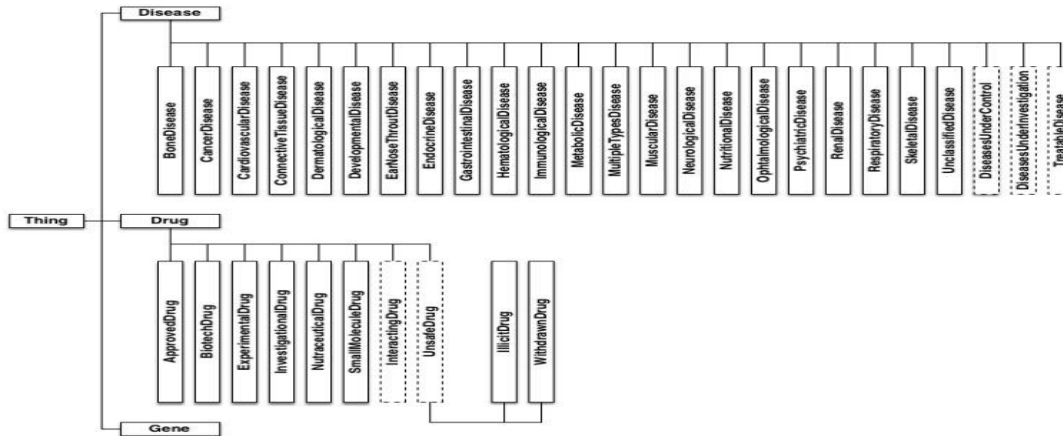 Disease
BoneDisease
CancerDisease
CardiovascularDisease
ConnectiveTissueDisease
DermatologicalDisease
DevelopmentalDisease
EarNoseThroutDisease
EndocrineDisease
GastrointestinalDisease
HematologicalDisease
ImmunologicalDisease
MetabolicDisease
MultipleTypesDisease
MuscularDisease
NeurologicalDisease
NutritionalDisease
OphtalmologicalDisease
PsychiatricDisease
RenalDisease
RespiratoryDisease
SkeletalDisease
UnclassifiedDisease
DiseasesUnderControl
DiseasesUnderInvestigation
TreatableDisease
Thing
Drug
ApprovedDrug
BiotechDrug
ExperimentalDrug
InvestigationalDrug
NutraceuticalDrug
SmallMoleculeDrug
InteractingDrug
UnsafeDrug
IllicitDrug
WithdrawnDrug
Gene